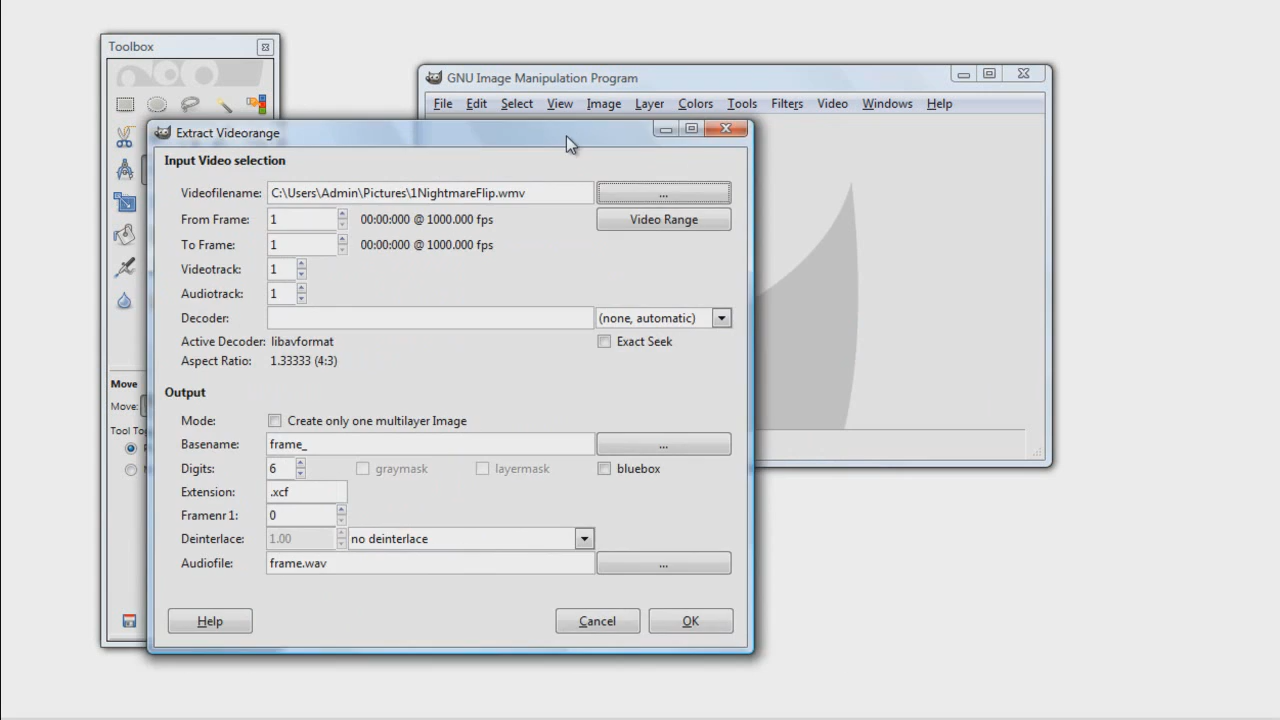 Toolbox
GNU Image Manipulation Program
File Edit Select View Image Layer Colors Tools Filters Video Windows Help
Extract Videorange
Input Video selection
Videofilename: C:\Users\Admin\Pictures\1NightmareFlip.wmv ...
From Frame: 1 00:00:000 @ 1000.000 fps Video Range
To Frame: 1 00:00:000 @ 1000.000 fps
Videotrack: 1
Audiotrack: 1
Decoder: (none, automatic)
Active Decoder: libavformat Exact Seek
Aspect Ratio: 1.33333 (4:3)
Output
Move
Mode: Create only one multilayer Image
Move:
Basename: frame_ ...
Digits: 6 graymask layermask bluebox
Extension: .xcf
Framenr 1: 0
Deinterlace: 1.00 no deinterlace
Audiofile: frame.wav ...
Help Cancel OK